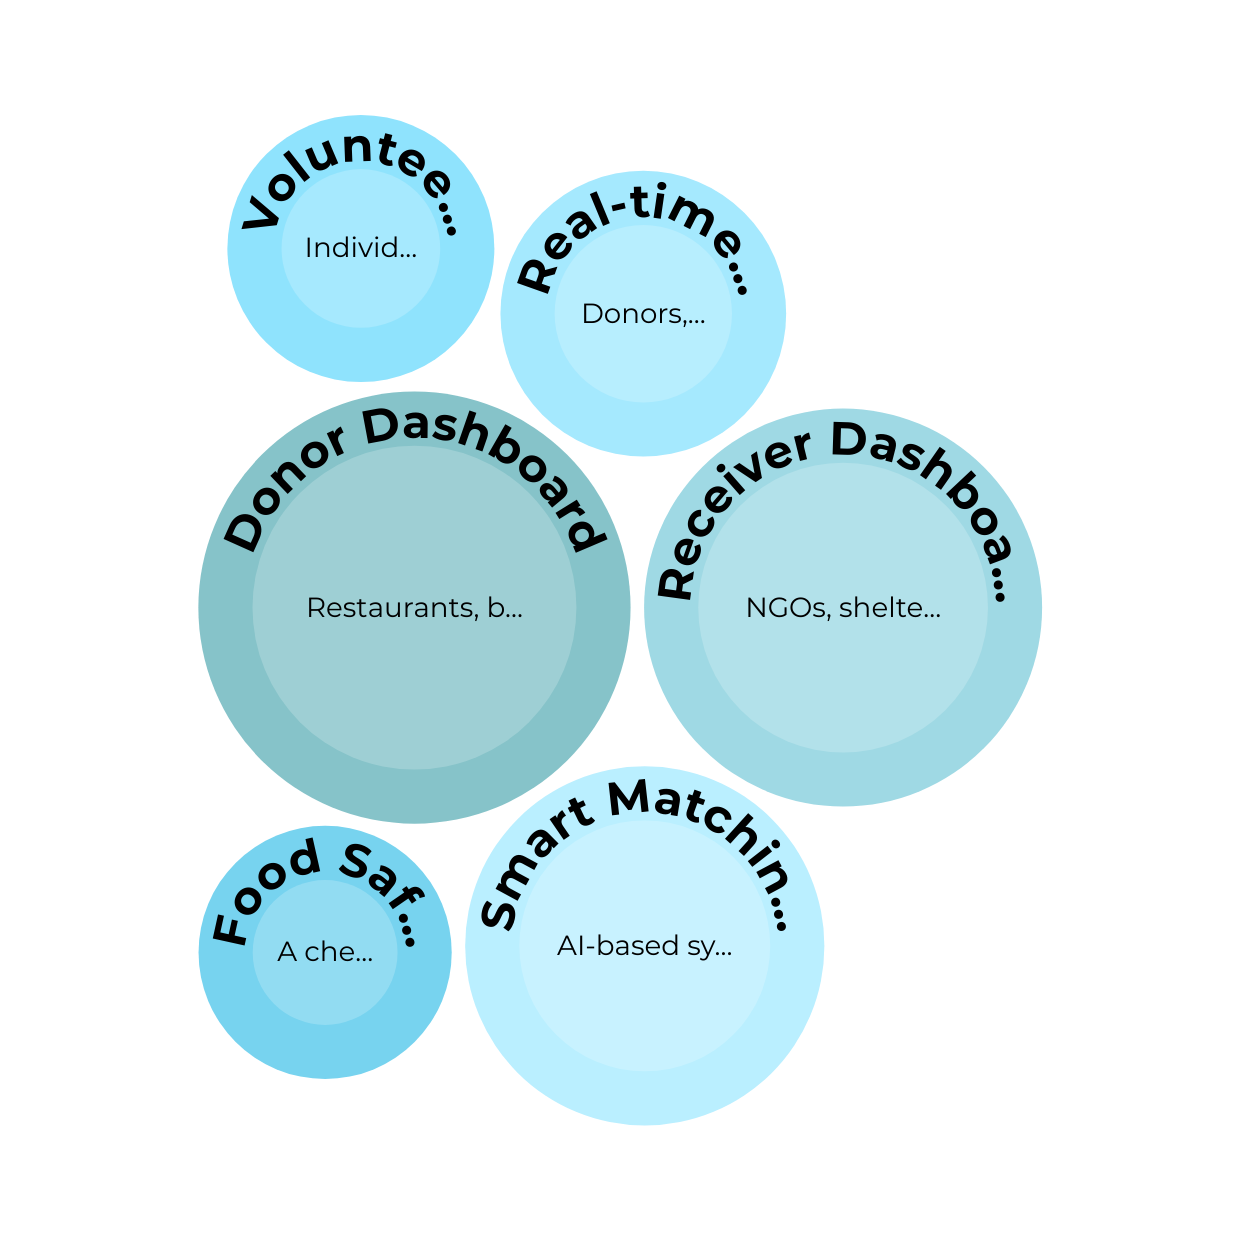 Voluntee...
Individ...
Real-time...
Donors,...
Donor Dashboard
Restaurants, b...
Receiver Dashboa...
NGOs, shelte...
Food Saf...
A che...
Smart Matchin...
AI-based sy...